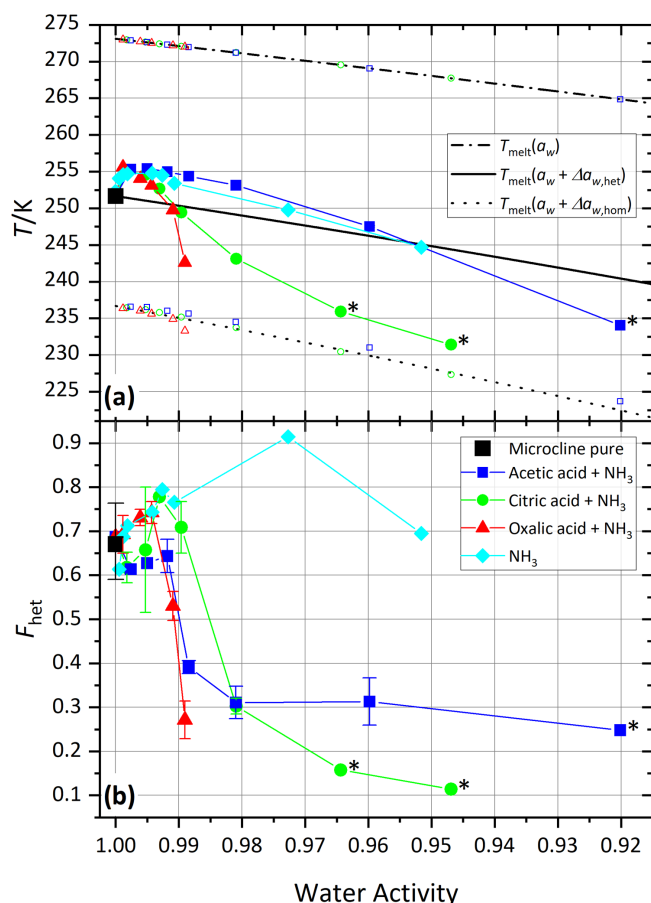 275
270
265
260
255
250
245
240
235
230
225
T/K
T_melt(a_w)
T_melt(a_w + Δa_w,het)
T_melt(a_w + Δa_w,hom)
*
*
*
(a)
0.9
0.8
0.7
0.6
0.5
0.4
0.3
0.2
0.1
F_het
Microcline pure
Acetic acid + NH₃
Citric acid + NH₃
Oxalic acid + NH₃
NH₃
*
*
*
(b)
1.00 0.99 0.98 0.97 0.96 0.95 0.94 0.93 0.92
Water Activity